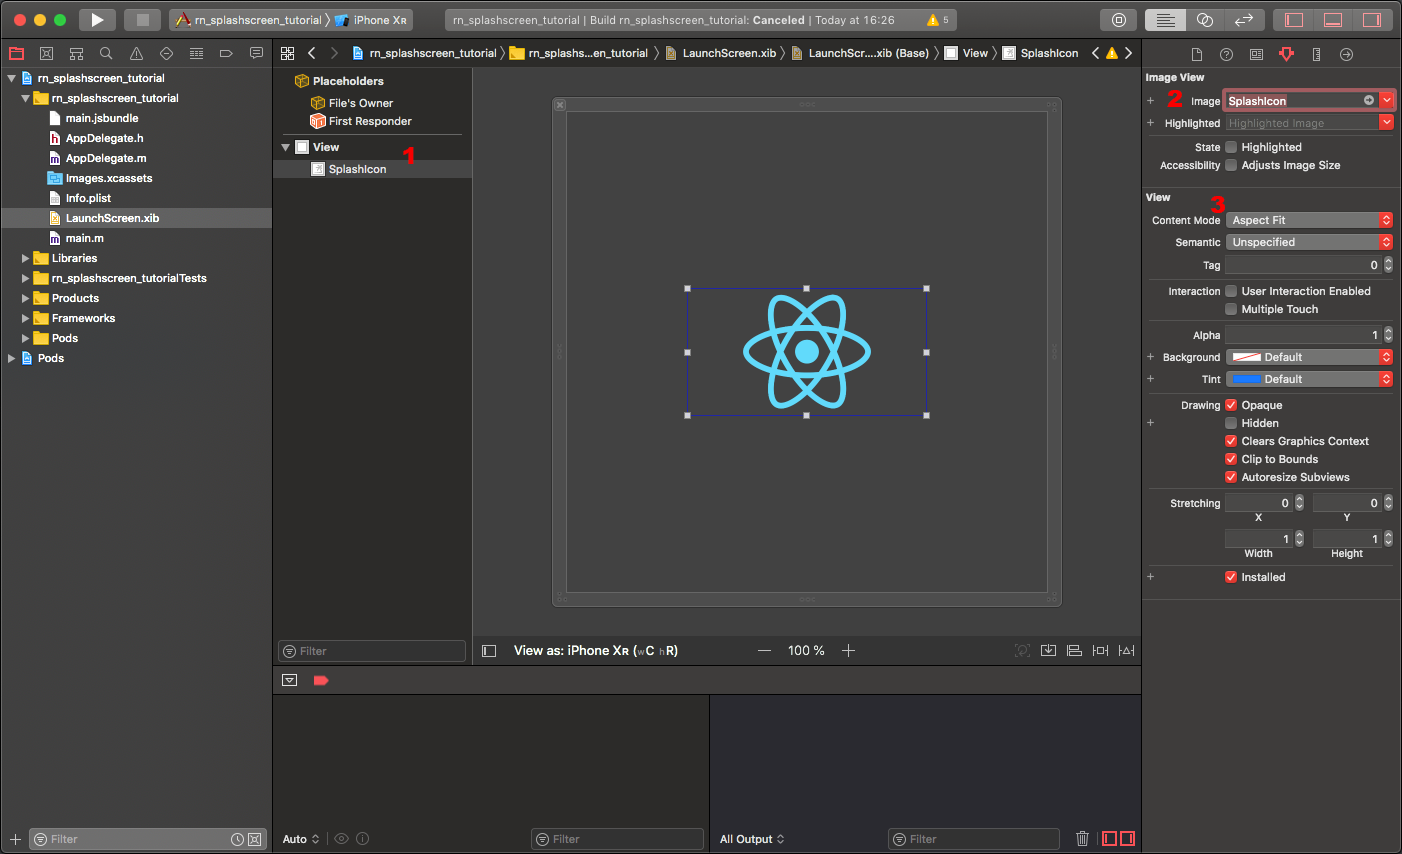 rn_splashscreen_tutorial 〉 iPhone XR
rn_splashscreen_tutorial | Build rn_splashscreen_tutorial: Canceled | Today at 16:26
5
rn_splashscreen_tutorial 〉 rn_splashs...en_tutorial 〉 LaunchScreen.xib 〉 LaunchScr....xib (Base) 〉 View 〉 SplashIcon
rn_splashscreen_tutorial
rn_splashscreen_tutorial
main.jsbundle
AppDelegate.h
AppDelegate.m
Images.xcassets
Info.plist
LaunchScreen.xib
main.m
Libraries
rn_splashscreen_tutorialTests
Products
Frameworks
Pods
Pods
Filter
Placeholders
File's Owner
First Responder
View
1
SplashIcon
Filter
View as: iPhone XR (wC hR)
100 %
Auto
Filter
All Output
Filter
Image View
2
Image SplashIcon
Highlighted Highlighted Image
State Highlighted
Accessibility Adjusts Image Size
View
3
Content Mode Aspect Fit
Semantic Unspecified
Tag 0
Interaction User Interaction Enabled
Multiple Touch
Alpha 1
Background Default
Tint Default
Drawing Opaque
Hidden
Clears Graphics Context
Clip to Bounds
Autoresize Subviews
Stretching 0 0
X Y
1 1
Width Height
Installed